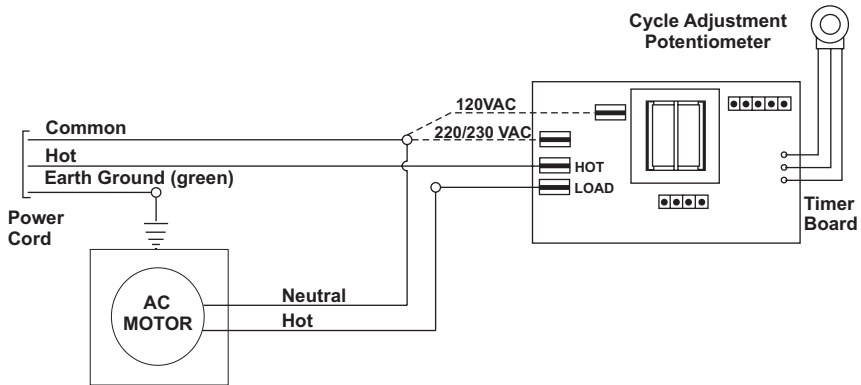 Cycle Adjustment
Potentiometer
120VAC
220/230 VAC
Common
Hot
Earth Ground (green)
Power
Cord
HOT
LOAD
Timer
Board
AC
MOTOR
Neutral
Hot